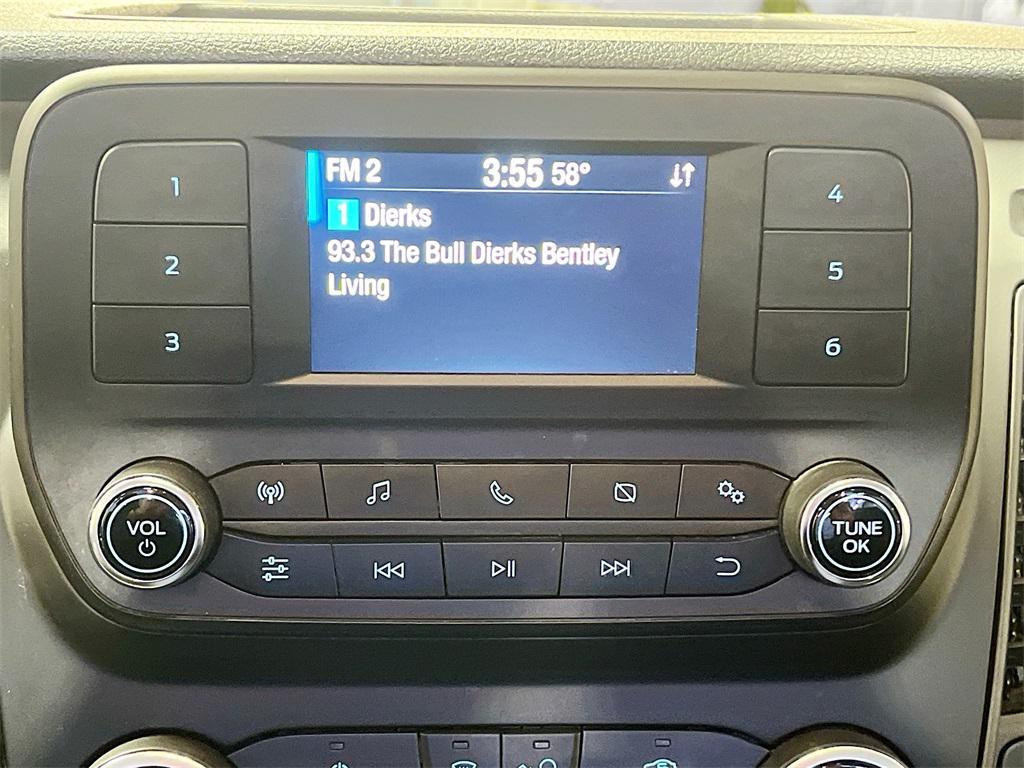 FM 2 3:55 58°
1 Dierks
93.3 The Bull Dierks Bentley
Living
1
2
3
4
5
6
VOL
TUNE
OK